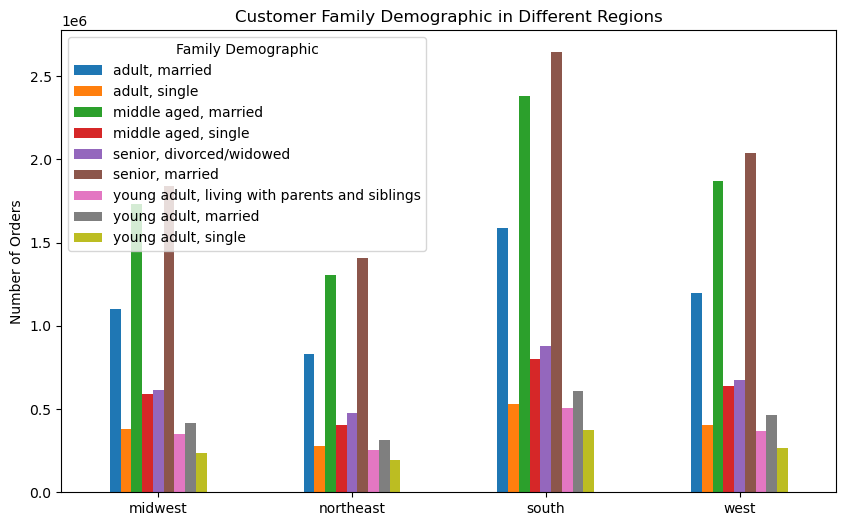 Customer Family Demographic in Different Regions
1e6
Family Demographic
adult, married
adult, single
middle aged, married
middle aged, single
senior, divorced/widowed
senior, married
young adult, living with parents and siblings
young adult, married
young adult, single
Number of Orders
2.5
2.0
1.5
1.0
0.5
0.0
midwest northeast south west